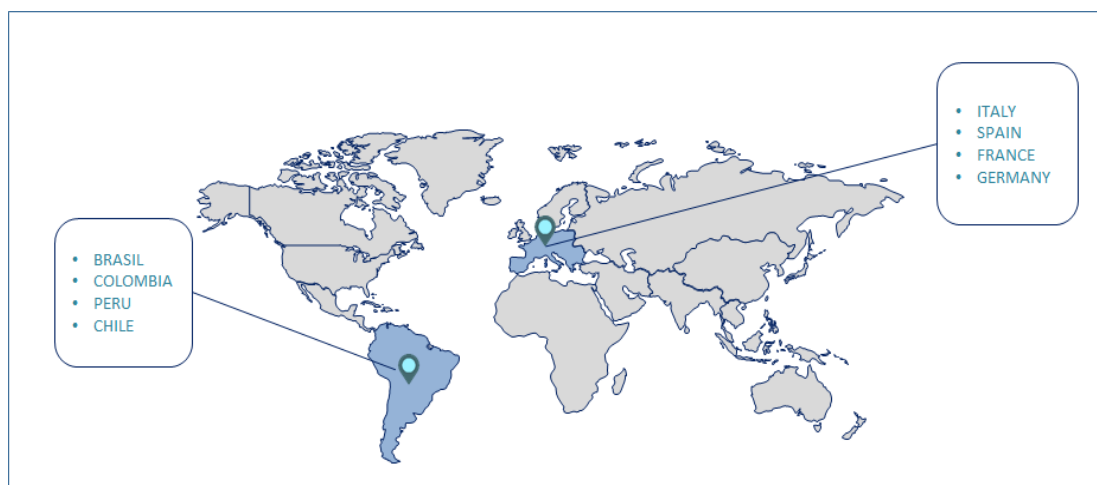 • ITALY
• SPAIN
• FRANCE
• GERMANY
• BRASIL
• COLOMBIA
• PERU
• CHILE